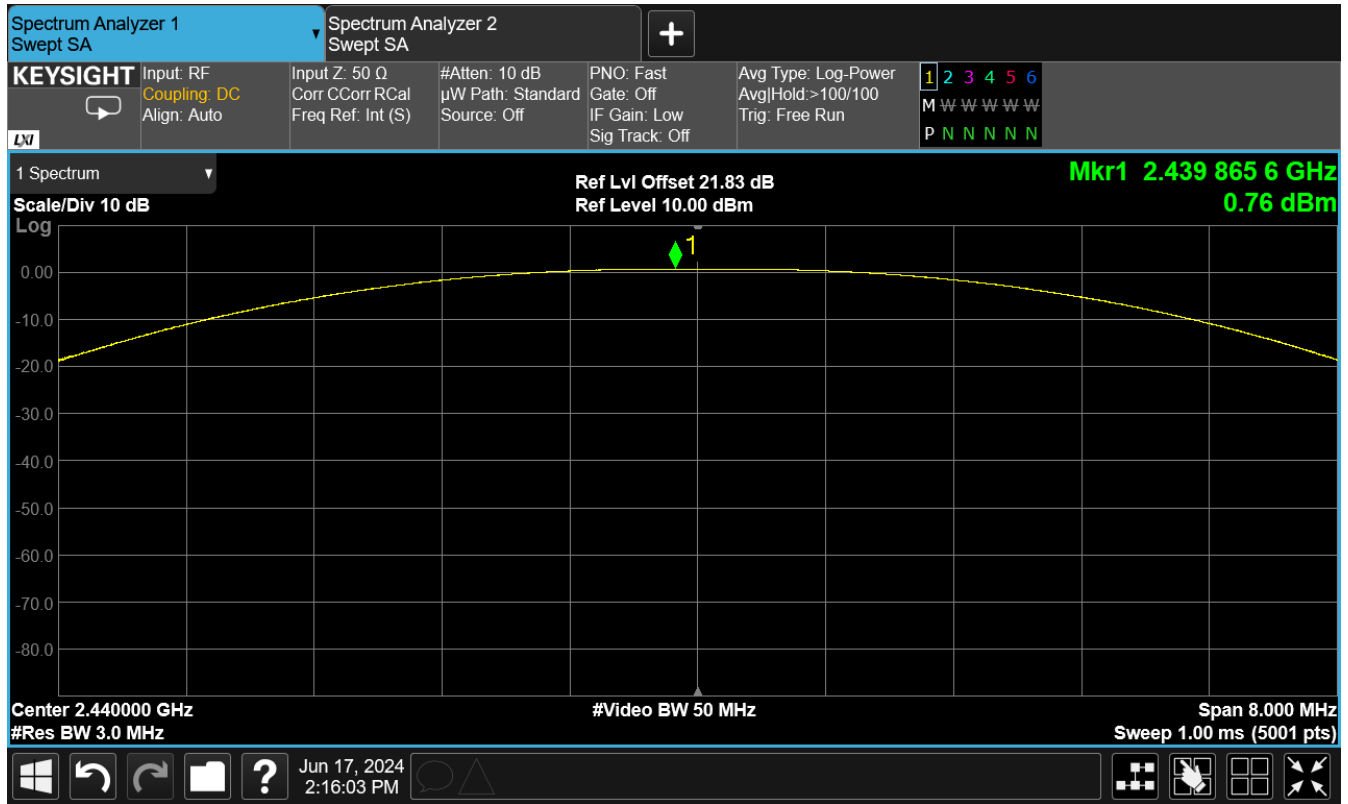 Spectrum Analyzer 1
Swept SA
Spectrum Analyzer 2
Swept SA
KEYSIGHT
LXI
Input: RF
Coupling: DC
Align: Auto
Input Z: 50 Ω
Corr CCorr RCal
Freq Ref: Int (S)
#Atten: 10 dB
µW Path: Standard
Source: Off
PNO: Fast
Gate: Off
IF Gain: Low
Sig Track: Off
Avg Type: Log-Power
Avg|Hold:>100/100
Trig: Free Run
1 2 3 4 5 6
M W W W W W
P N N N N N
1 Spectrum
Scale/Div 10 dB
Log
Ref Lvl Offset 21.83 dB
Ref Level 10.00 dBm
Mkr1 2.439 865 6 GHz
0.76 dBm
1
0.00
-10.0
-20.0
-30.0
-40.0
-50.0
-60.0
-70.0
-80.0
Center 2.440000 GHz
#Res BW 3.0 MHz
#Video BW 50 MHz
Span 8.000 MHz
Sweep 1.00 ms (5001 pts)
?
Jun 17, 2024
2:16:03 PM